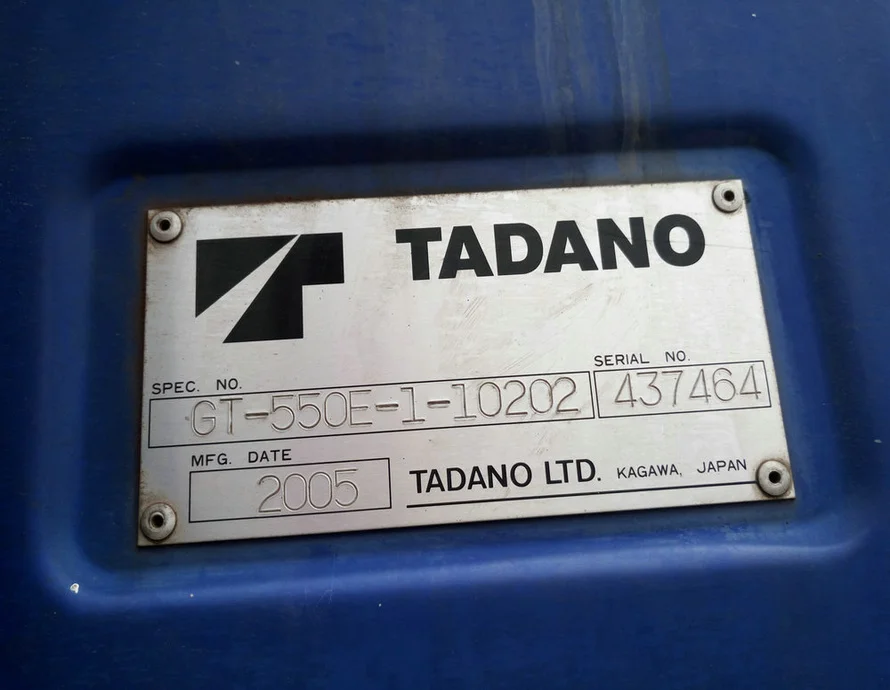 TADANO
SPEC. NO.
GT-550E-1-10202
SERIAL NO.
437464
MFG. DATE
2005
TADANO LTD. KAGAWA, JAPAN